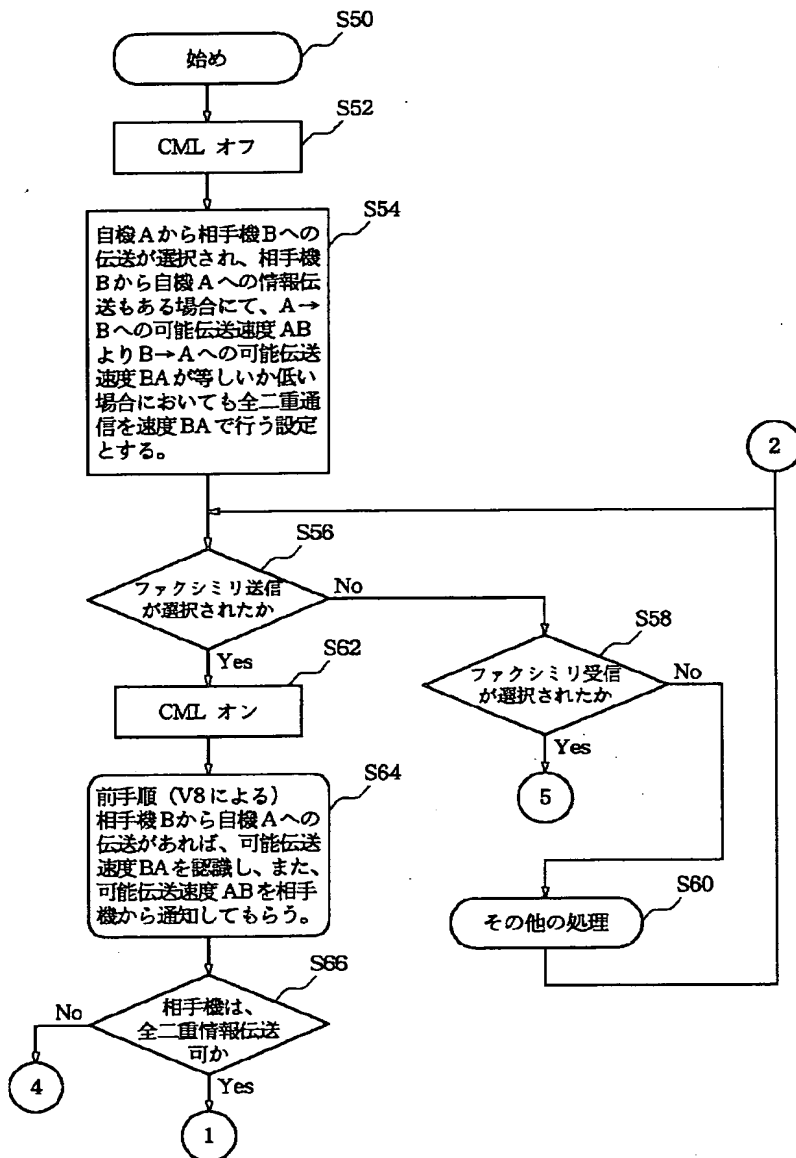 S50
始め
S52
CML オフ
S54
自機Aから相手機Bへの
伝送が選択され、相手機
Bから自機Aへの情報伝
送もある場合にて、A→
Bへの可能伝送速度AB
よりB→Aへの可能伝送
速度BAが等しいか低い
場合においても全二重通
信を速度BAで行う設定
とする。
2
S56
ファクシミリ送信
が選択されたか
No
Yes
S58
ファクシミリ受信
が選択されたか
No
Yes
5
S62
CML オン
S64
前手順（V8による）
相手機Bから自機Aへの
伝送があれば、可能伝送
速度BAを認識し、また、
可能伝送速度ABを相手
機から通知してもらう。
S60
その他の処理
S66
相手機は、
全二重情報伝送
可か
No
4
Yes
1